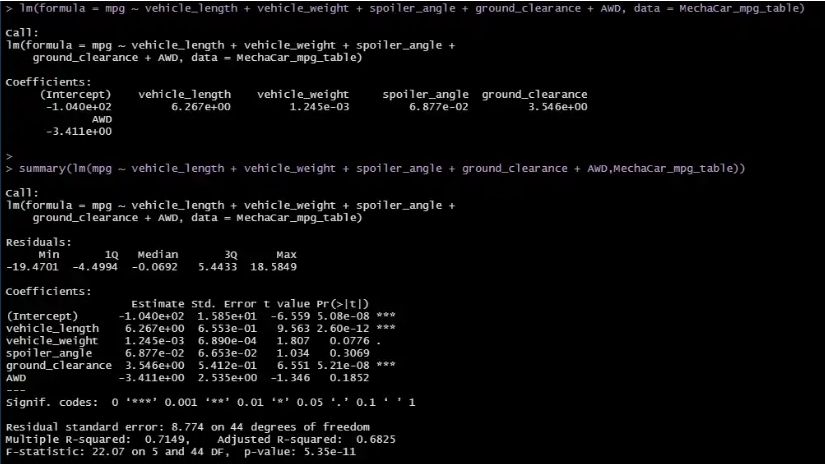 > lm(formula = mpg ~ vehicle_length + vehicle_weight + spoiler_angle + ground_clearance + AWD, data = MechaCar_mpg_table)
Call:
lm(formula = mpg ~ vehicle_length + vehicle_weight + spoiler_angle +
    ground_clearance + AWD, data = MechaCar_mpg_table)
Coefficients:
     (Intercept)    vehicle_length    vehicle_weight     spoiler_angle  ground_clearance
      -1.040e+02         6.267e+00         1.245e-03         6.877e-02         3.546e+00
             AWD
      -3.411e+00
>
> summary(lm(mpg ~ vehicle_length + vehicle_weight + spoiler_angle + ground_clearance + AWD,MechaCar_mpg_table))
Call:
lm(formula = mpg ~ vehicle_length + vehicle_weight + spoiler_angle +
    ground_clearance + AWD, data = MechaCar_mpg_table)
Residuals:
     Min       1Q   Median       3Q      Max
-19.4701  -4.4994  -0.0692   5.4433  18.5849
Coefficients:
                   Estimate Std. Error t value Pr(>|t|)
(Intercept)      -1.040e+02  1.585e+01  -6.559 5.08e-08 ***
vehicle_length    6.267e+00  6.553e-01   9.563 2.60e-12 ***
vehicle_weight    1.245e-03  6.890e-04   1.807   0.0776 .
spoiler_angle     6.877e-02  6.653e-02   1.034   0.3069
ground_clearance  3.546e+00  5.412e-01   6.551 5.21e-08 ***
AWD              -3.411e+00  2.535e+00  -1.346   0.1852
---
Signif. codes:  0 ‘***’ 0.001 ‘**’ 0.01 ‘*’ 0.05 ‘.’ 0.1 ‘ ’ 1
Residual standard error: 8.774 on 44 degrees of freedom
Multiple R-squared:  0.7149,    Adjusted R-squared:  0.6825
F-statistic: 22.07 on 5 and 44 DF,  p-value: 5.35e-11